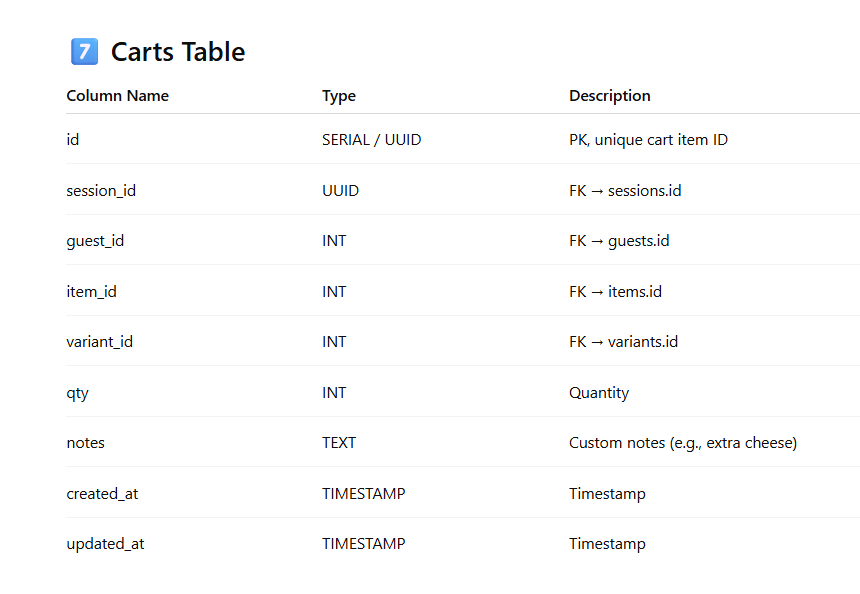 7 Carts Table
Column Name Type Description
id SERIAL / UUID PK, unique cart item ID
session_id UUID FK → sessions.id
guest_id INT FK → guests.id
item_id INT FK → items.id
variant_id INT FK → variants.id
qty INT Quantity
notes TEXT Custom notes (e.g., extra cheese)
created_at TIMESTAMP Timestamp
updated_at TIMESTAMP Timestamp